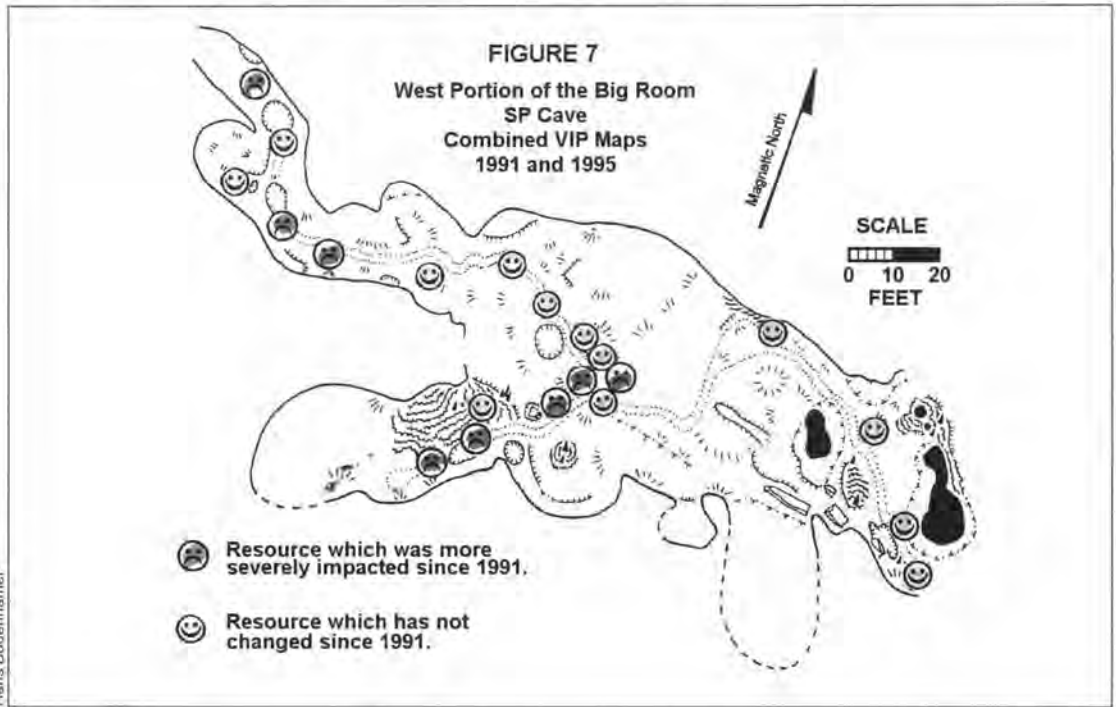 FIGURE 7
West Portion of the Big Room
SP Cave
Combined VIP Maps
1991 and 1995
Magnetic North
SCALE
0 10 20
FEET
Resource which was more
severely impacted since 1991.
Resource which has not
changed since 1991.